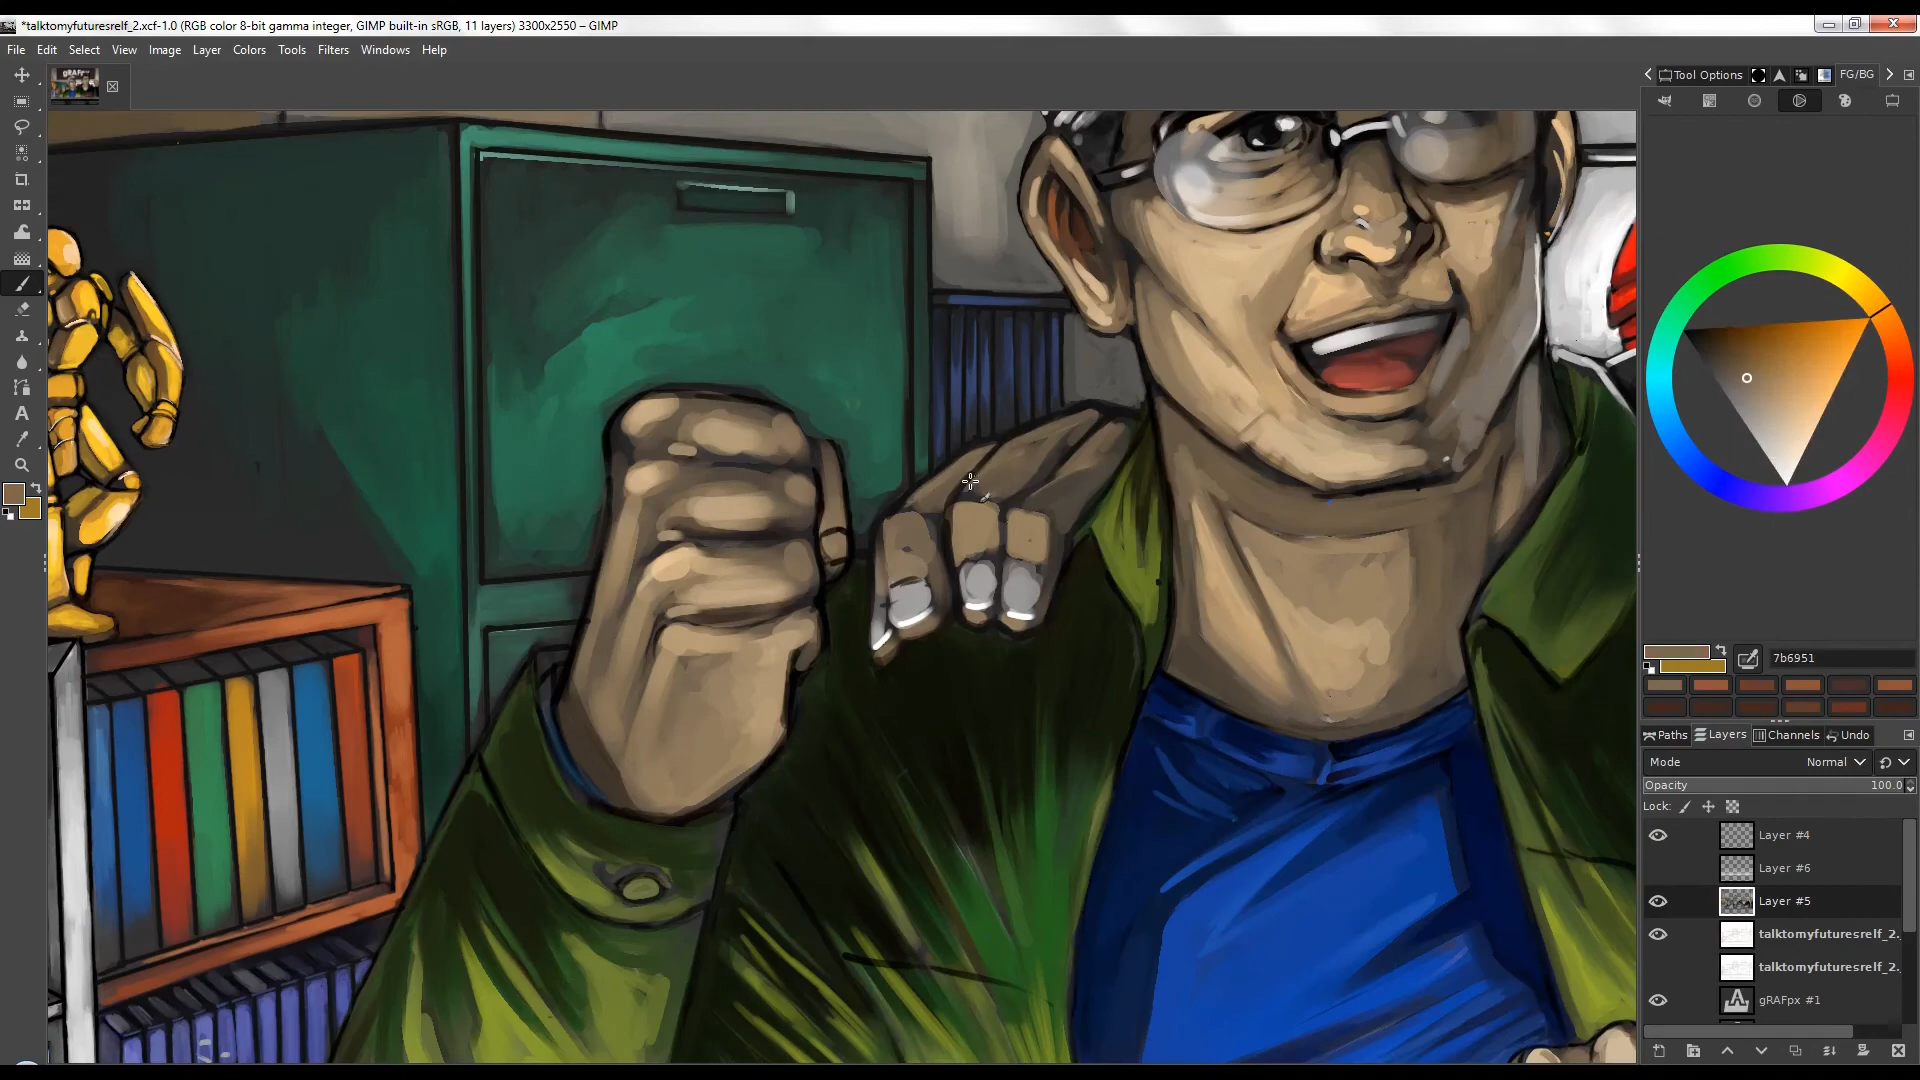 *talktomyfuturesrelf_2.xcf-1.0 (RGB color 8-bit gamma integer, GIMP built-in sRGB, 11 layers) 3300x2550 – GIMP
File Edit Select View Image Layer Colors Tools Filters Windows Help
Tool Options FG/BG
7b6951
Paths Layers Channels Undo
Mode Normal
Opacity 100.0
Lock:
Layer #4
Layer #6
Layer #5
talktomyfuturesrelf_2.
talktomyfuturesrelf_2.
gRAFpx #1